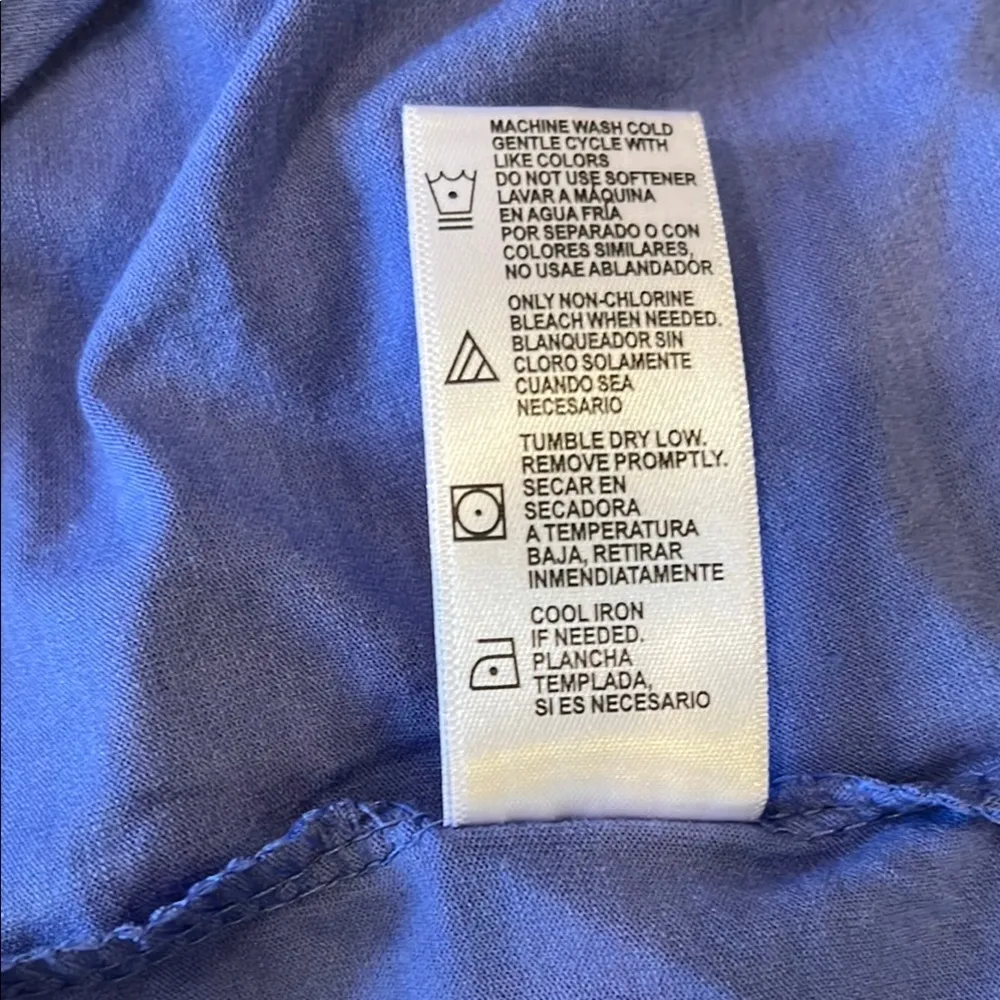 MACHINE WASH COLD
GENTLE CYCLE WITH
LIKE COLORS
DO NOT USE SOFTENER
LAVAR A MÁQUINA
EN AGUA FRÍA
POR SEPARADO O CON
COLORES SIMILARES,
NO USAE ABLANDADOR
ONLY NON-CHLORINE
BLEACH WHEN NEEDED.
BLANQUEADOR SIN
CLORO SOLAMENTE
CUANDO SEA
NECESARIO
TUMBLE DRY LOW.
REMOVE PROMPTLY.
SECAR EN
SECADORA
A TEMPERATURA
BAJA, RETIRAR
INMENDIATAMENTE
COOL IRON
IF NEEDED.
PLANCHA
TEMPLADA,
SI ES NECESARIO